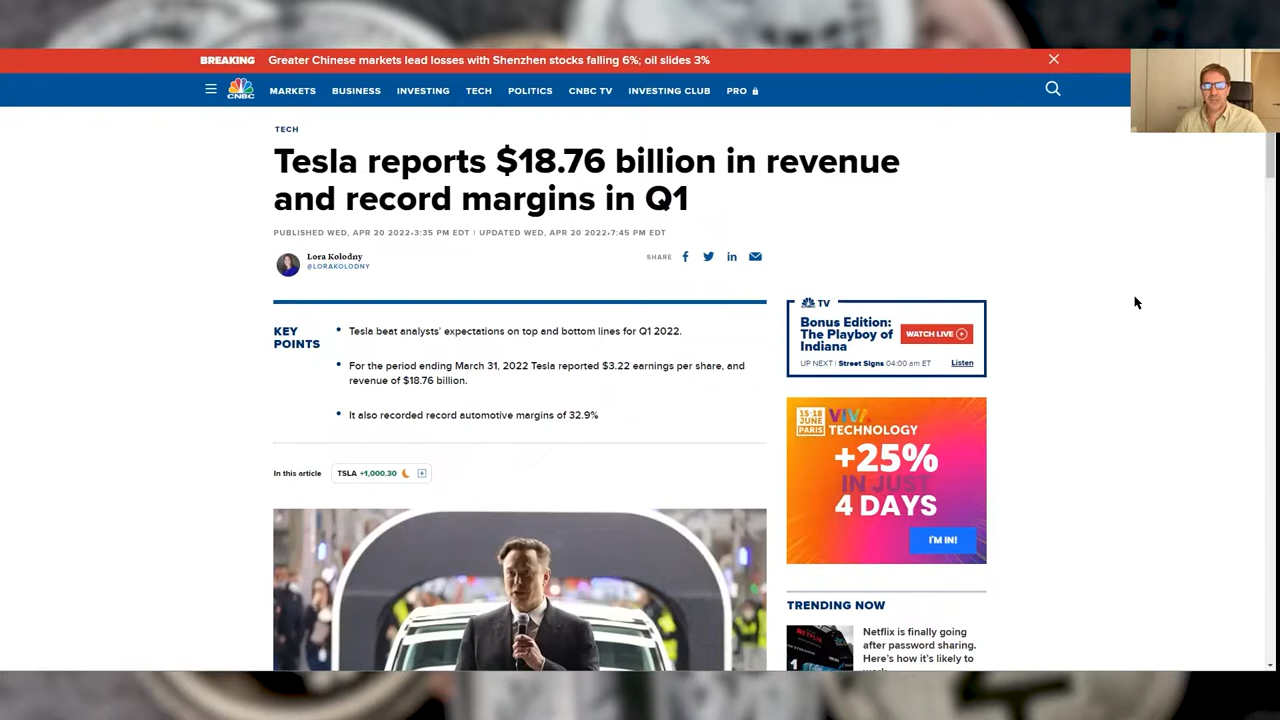 BREAKING Greater Chinese markets lead losses with Shenzhen stocks falling 6%; oil slides 3%
CNBC MARKETS BUSINESS INVESTING TECH POLITICS CNBC TV INVESTING CLUB PRO
TECH
Tesla reports $18.76 billion in revenue
and record margins in Q1
PUBLISHED WED, APR 20 2022•3:35 PM EDT | UPDATED WED, APR 20 2022•7:45 PM EDT
Lora Kolodny
@LORAKOLODNY
SHARE
KEY
POINTS
Tesla beat analysts' expectations on top and bottom lines for Q1 2022.
For the period ending March 31, 2022 Tesla reported $3.22 earnings per share, and
revenue of $18.76 billion.
It also recorded record automotive margins of 32.9%
In this article TSLA +1,000.30
TV
Bonus Edition:
The Playboy of
Indiana
WATCH LIVE
UP NEXT | Street Signs 04:00 am ET Listen
15-18
JUNE
PARIS
VIVA
TECHNOLOGY
+25%
IN JUST
4 DAYS
I'M IN!
TRENDING NOW
NETFLIX
1
Netflix is finally going
after password sharing.
Here's how it's likely to